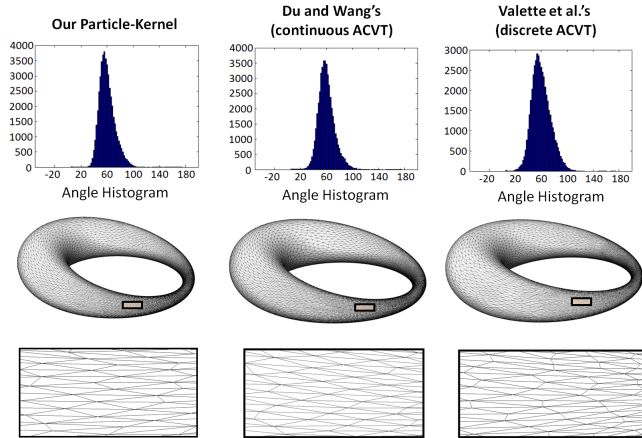 Our Particle-Kernel
Du and Wang's
(continuous ACVT)
Valette et al.'s
(discrete ACVT)
4000
3500
3000
2500
2000
1500
1000
500
0
-20 20 60 100 140 180
Angle Histogram
4000
3500
3000
2500
2000
1500
1000
500
0
-20 20 60 100 140 180
Angle Histogram
3000
2500
2000
1500
1000
500
0
-20 20 60 100 140 180
Angle Histogram